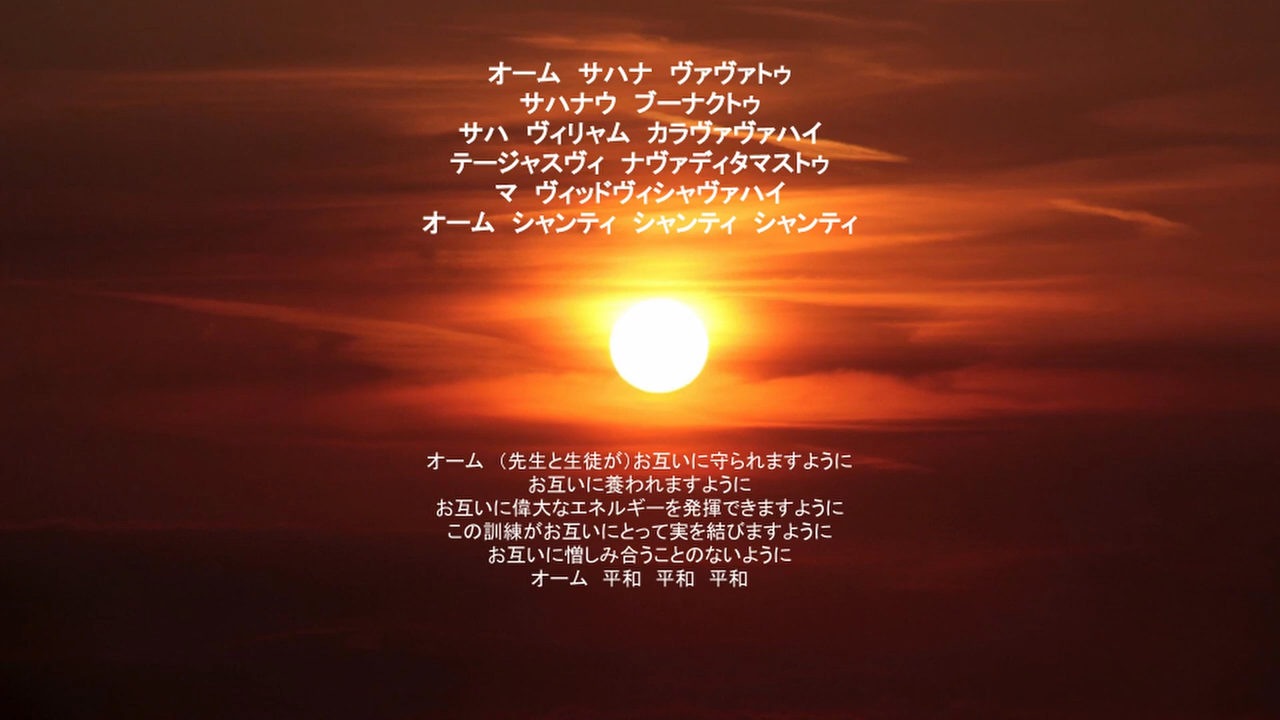 オーム　サハナ　ヴァヴァトゥ
サハナウ　ブーナクトゥ
サハ　ヴィリャム　カラヴァヴァハイ
テージャスヴィ　ナヴァディタマストゥ
マ　ヴィッドヴィシャヴァハイ
オーム　シャンティ　シャンティ　シャンティ
オーム　（先生と生徒が）お互いに守られますように
お互いに養われますように
お互いに偉大なエネルギーを発揮できますように
この訓練がお互いにとって実を結びますように
お互いに憎しみ合うことのないように
オーム　平和　平和　平和